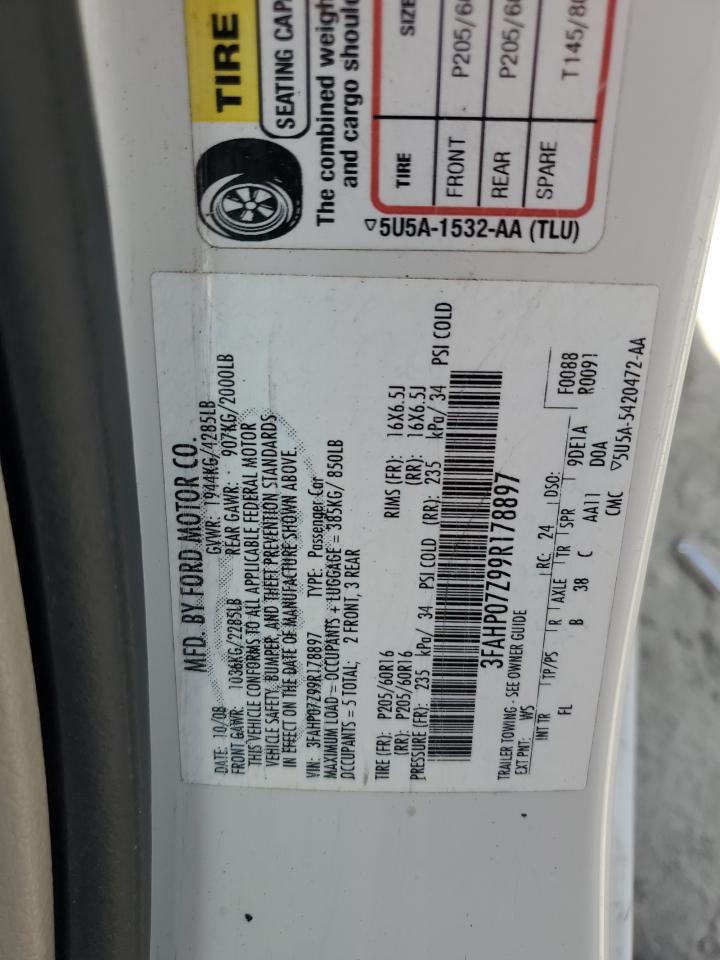 MFD. BY FORD MOTOR CO.
DATE: 10/08 GVWR: 1944KG/4285LB
FRONT GAWR: 1036KG/2285LB REAR GAWR: 907KG/2000LB
THIS VEHICLE CONFORMS TO ALL APPLICABLE FEDERAL MOTOR
VEHICLE SAFETY, BUMPER, AND THEFT PREVENTION STANDARDS
IN EFFECT ON THE DATE OF MANUFACTURE SHOWN ABOVE.
VIN: 3FAHP07Z99R178897 TYPE: Passenger Car
MAXIMUM LOAD = OCCUPANTS + LUGGAGE = 385KG/ 850LB
OCCUPANTS = 5 TOTAL; 2 FRONT, 3 REAR
TIRE (FR): P205/60R16 RIMS (FR): 16X6.5J
(RR): P205/60R16 (RR): 16X6.5J
PRESSURE (FR): 235 kPa/ 34 PSI COLD (RR): 235 kPa/ 34 PSI COLD
3FAHP07Z99R178897
TRAILER TOWING - SEE OWNER GUIDE
EXT PNT: WS RC: 24 DSO: F0088
INT TR TP/PS R AXLE TR SPR 9DE1A R0091
FL B 38 C AA11 D0A
CMC ▽5U5A-5420472-AA
TIRE
SEATING CAP
The combined weigh
and cargo shoul
TIRE SIZE
FRONT P205/6
REAR P205/6
SPARE T145/8
▽5U5A-1532-AA (TLU)